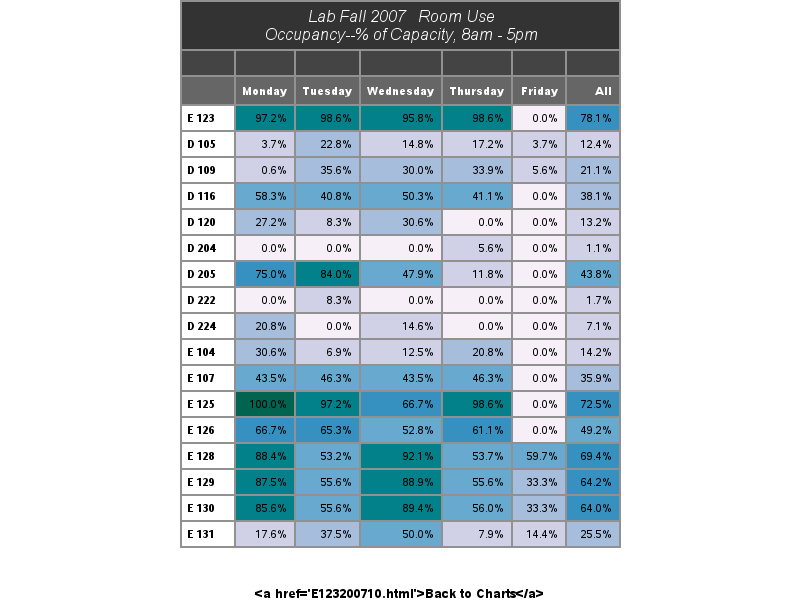 Lab Fall 2007 Room Use
Occupancy--% of Capacity, 8am - 5pm
Monday Tuesday Wednesday Thursday Friday All
E 123 97.2% 98.6% 95.8% 98.6% 0.0% 78.1%
D 105 3.7% 22.8% 14.8% 17.2% 3.7% 12.4%
D 109 0.6% 35.6% 30.0% 33.9% 5.6% 21.1%
D 116 58.3% 40.8% 50.3% 41.1% 0.0% 38.1%
D 120 27.2% 8.3% 30.6% 0.0% 0.0% 13.2%
D 204 0.0% 0.0% 0.0% 5.6% 0.0% 1.1%
D 205 75.0% 84.0% 47.9% 11.8% 0.0% 43.8%
D 222 0.0% 8.3% 0.0% 0.0% 0.0% 1.7%
D 224 20.8% 0.0% 14.6% 0.0% 0.0% 7.1%
E 104 30.6% 6.9% 12.5% 20.8% 0.0% 14.2%
E 107 43.5% 46.3% 43.5% 46.3% 0.0% 35.9%
E 125 100.0% 97.2% 66.7% 98.6% 0.0% 72.5%
E 126 66.7% 65.3% 52.8% 61.1% 0.0% 49.2%
E 128 88.4% 53.2% 92.1% 53.7% 59.7% 69.4%
E 129 87.5% 55.6% 88.9% 55.6% 33.3% 64.2%
E 130 85.6% 55.6% 89.4% 56.0% 33.3% 64.0%
E 131 17.6% 37.5% 50.0% 7.9% 14.4% 25.5%
<a href='E123200710.html'>Back to Charts</a>